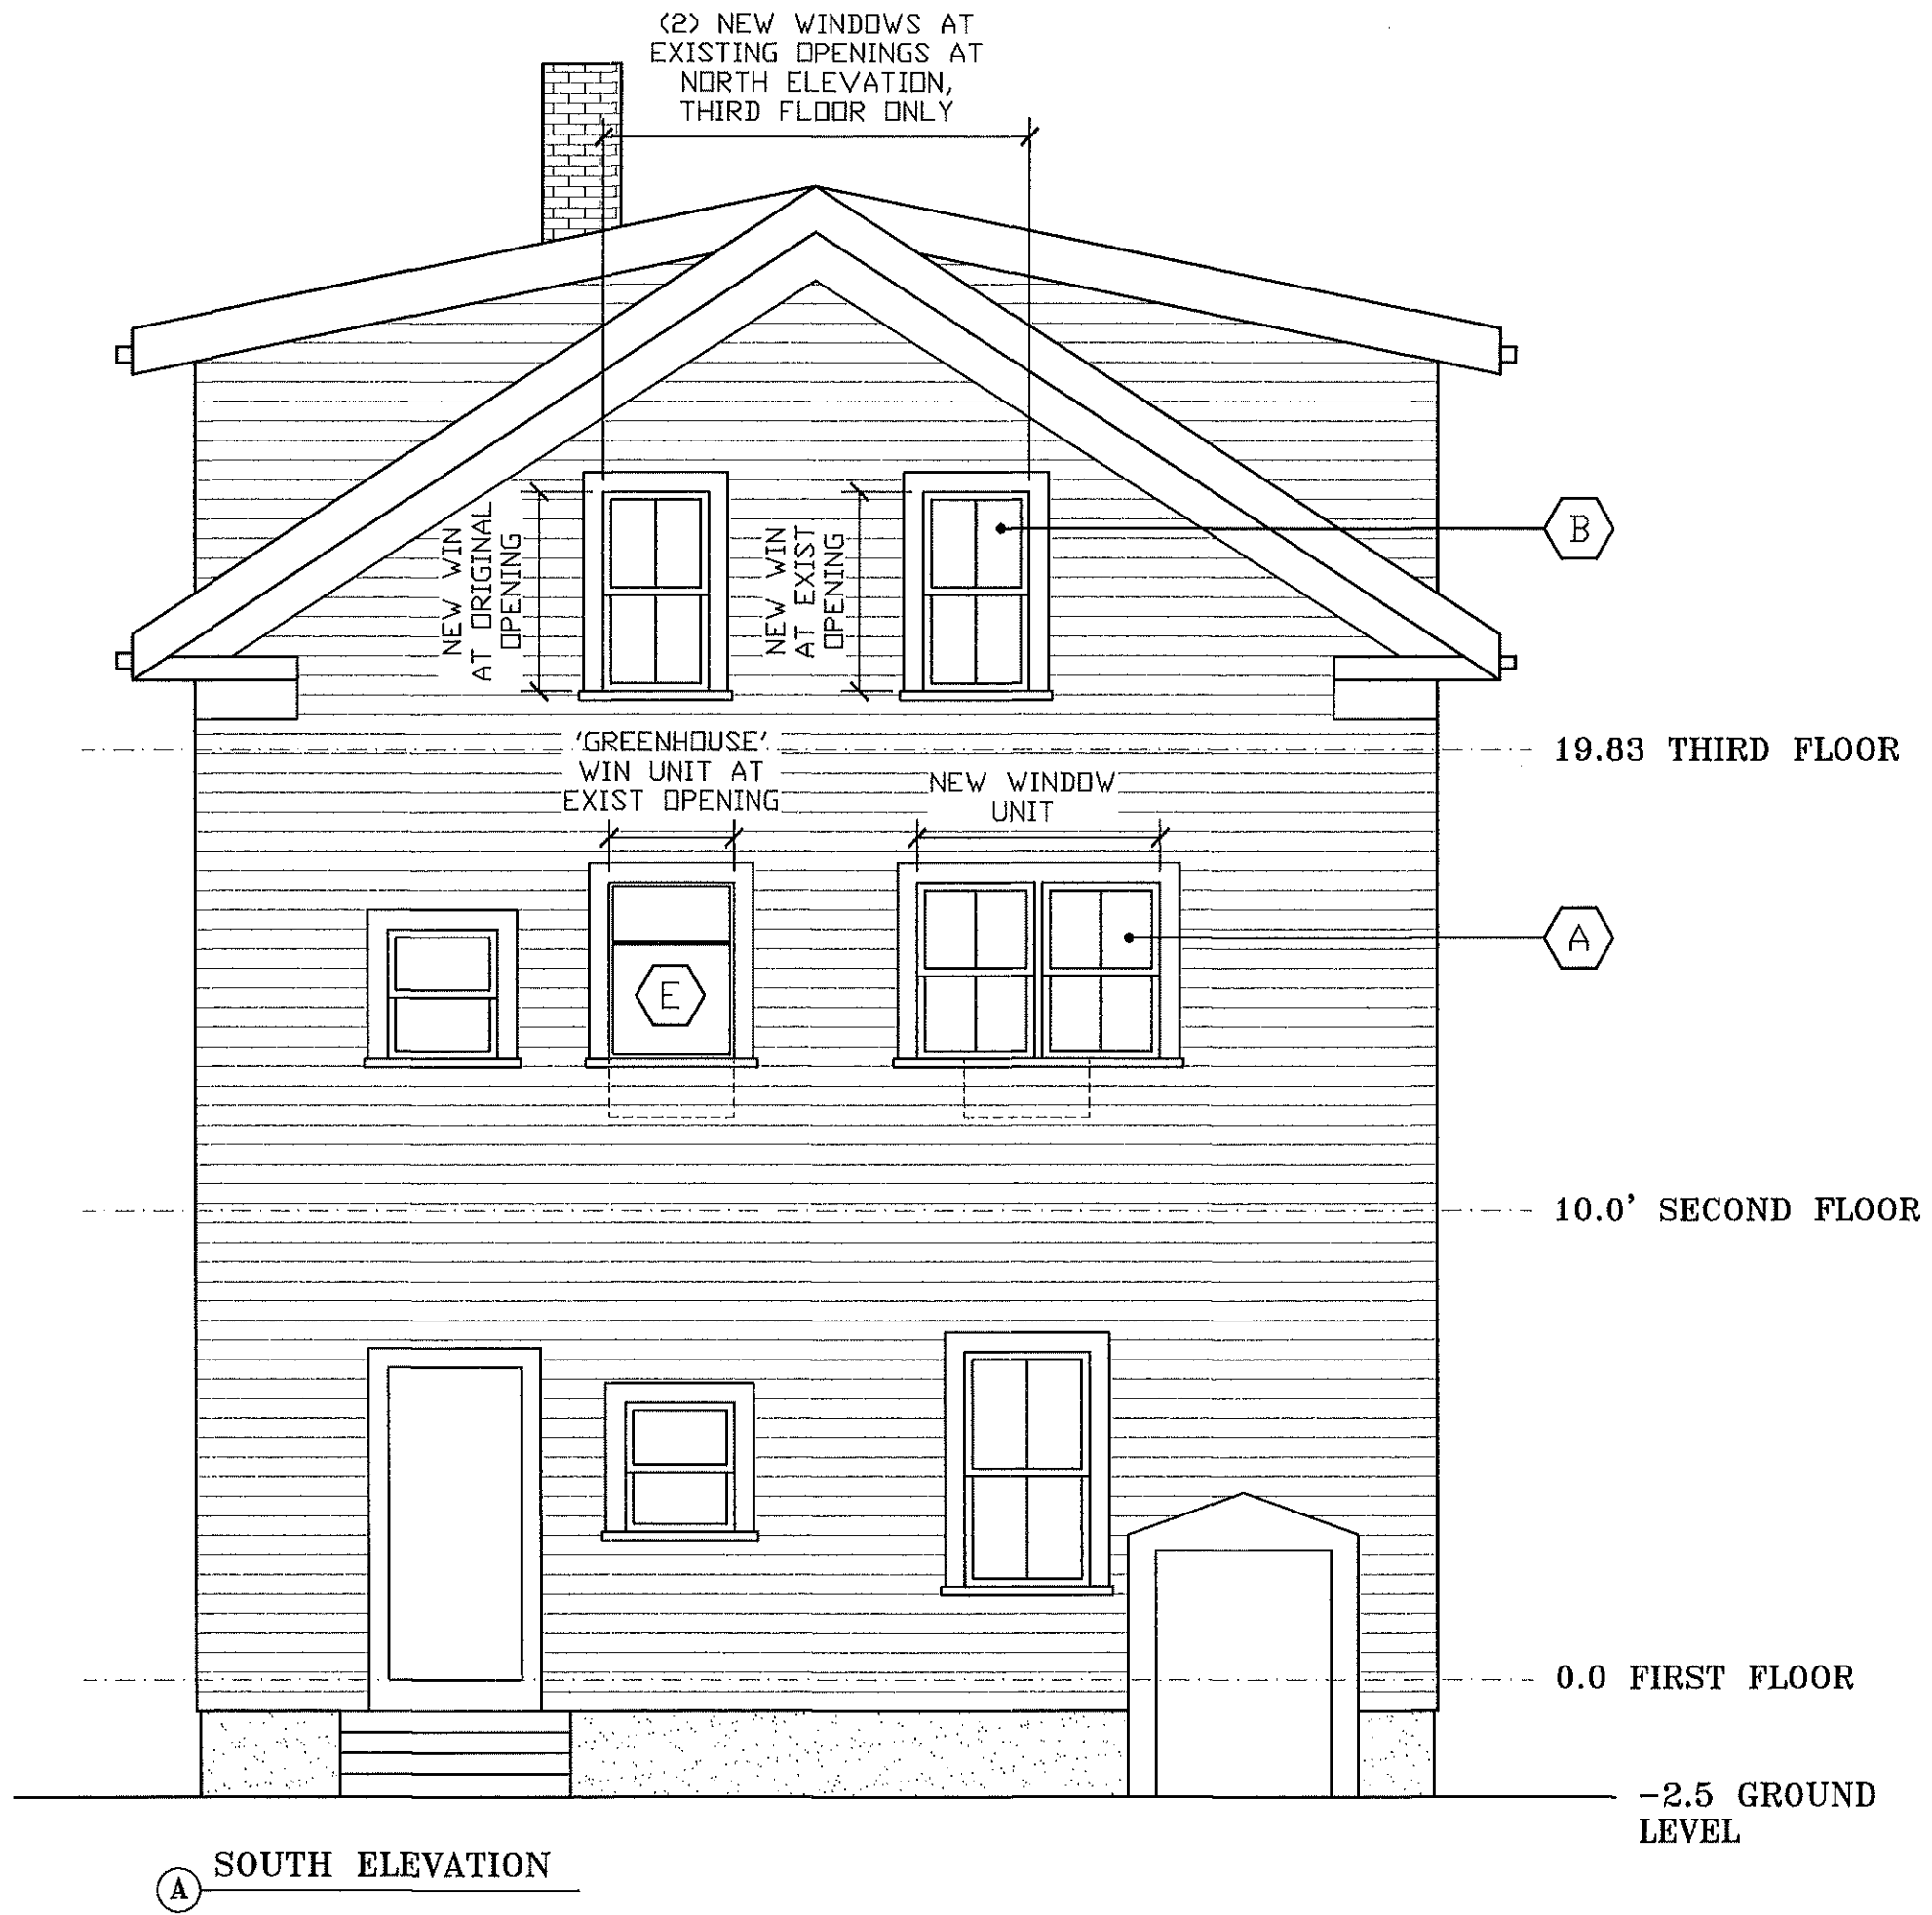 (2) NEW WINDOWS AT
EXISTING OPENINGS AT
NORTH ELEVATION,
THIRD FLOOR ONLY
NEW WIN
AT ORIGINAL
OPENING
NEW WIN
AT EXIST
OPENING
B
19.83 THIRD FLOOR
'GREENHOUSE'
WIN UNIT AT
EXIST OPENING
NEW WINDOW
UNIT
A
E
10.0' SECOND FLOOR
0.0 FIRST FLOOR
-2.5 GROUND
LEVEL
A SOUTH ELEVATION